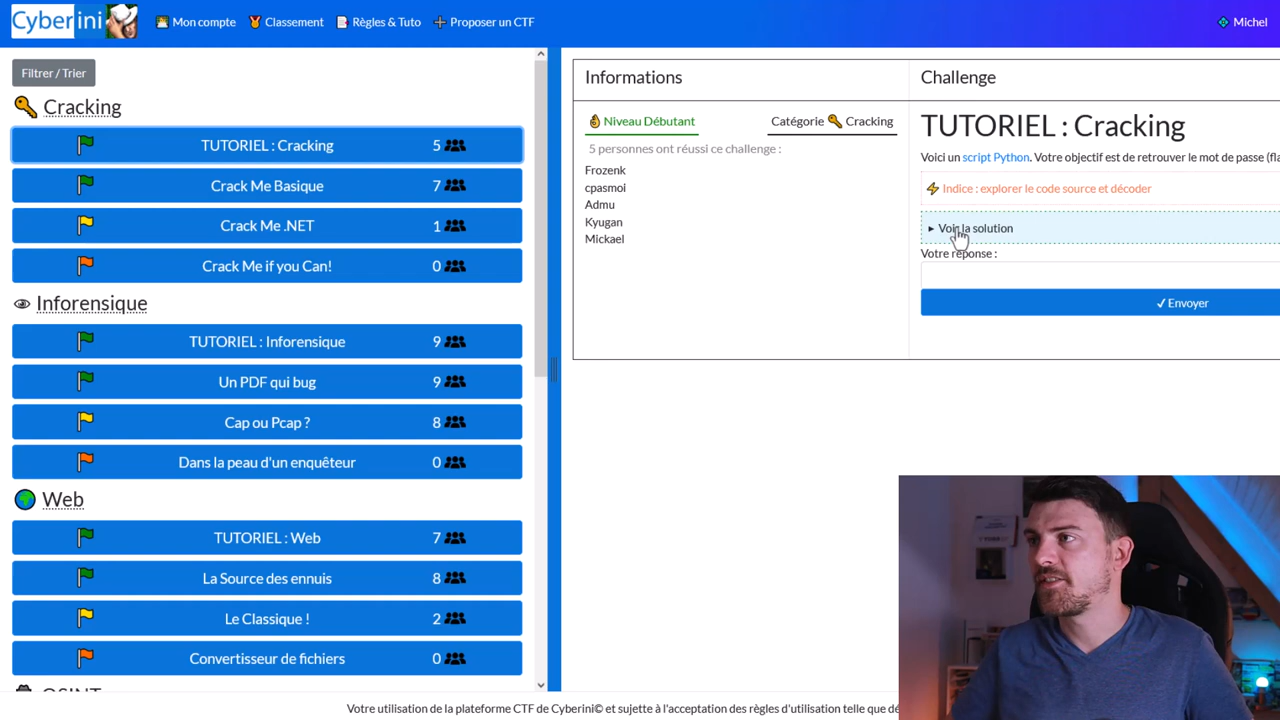 Cyberini
Mon compte
Classement
Règles & Tuto
Proposer un CTF
Michel
Filtrer / Trier
Cracking
TUTORIEL : Cracking 5
Crack Me Basique 7
Crack Me .NET 1
Crack Me if you Can! 0
Inforensique
TUTORIEL : Inforensique 9
Un PDF qui bug 9
Cap ou Pcap ? 8
Dans la peau d'un enquêteur 0
Web
TUTORIEL : Web 7
La Source des ennuis 8
Le Classique ! 2
Convertisseur de fichiers 0
Informations
Niveau Débutant
Catégorie Cracking
5 personnes ont réussi ce challenge :
Frozenk
cpasmoi
Admu
Kyugan
Mickael
Challenge
TUTORIEL : Cracking
Voici un script Python. Votre objectif est de retrouver le mot de passe (fla
Indice : explorer le code source et décoder
Voir la solution
Votre réponse :
Envoyer
Votre utilisation de la plateforme CTF de Cyberini© et sujette à l'acceptation des règles d'utilisation telle que